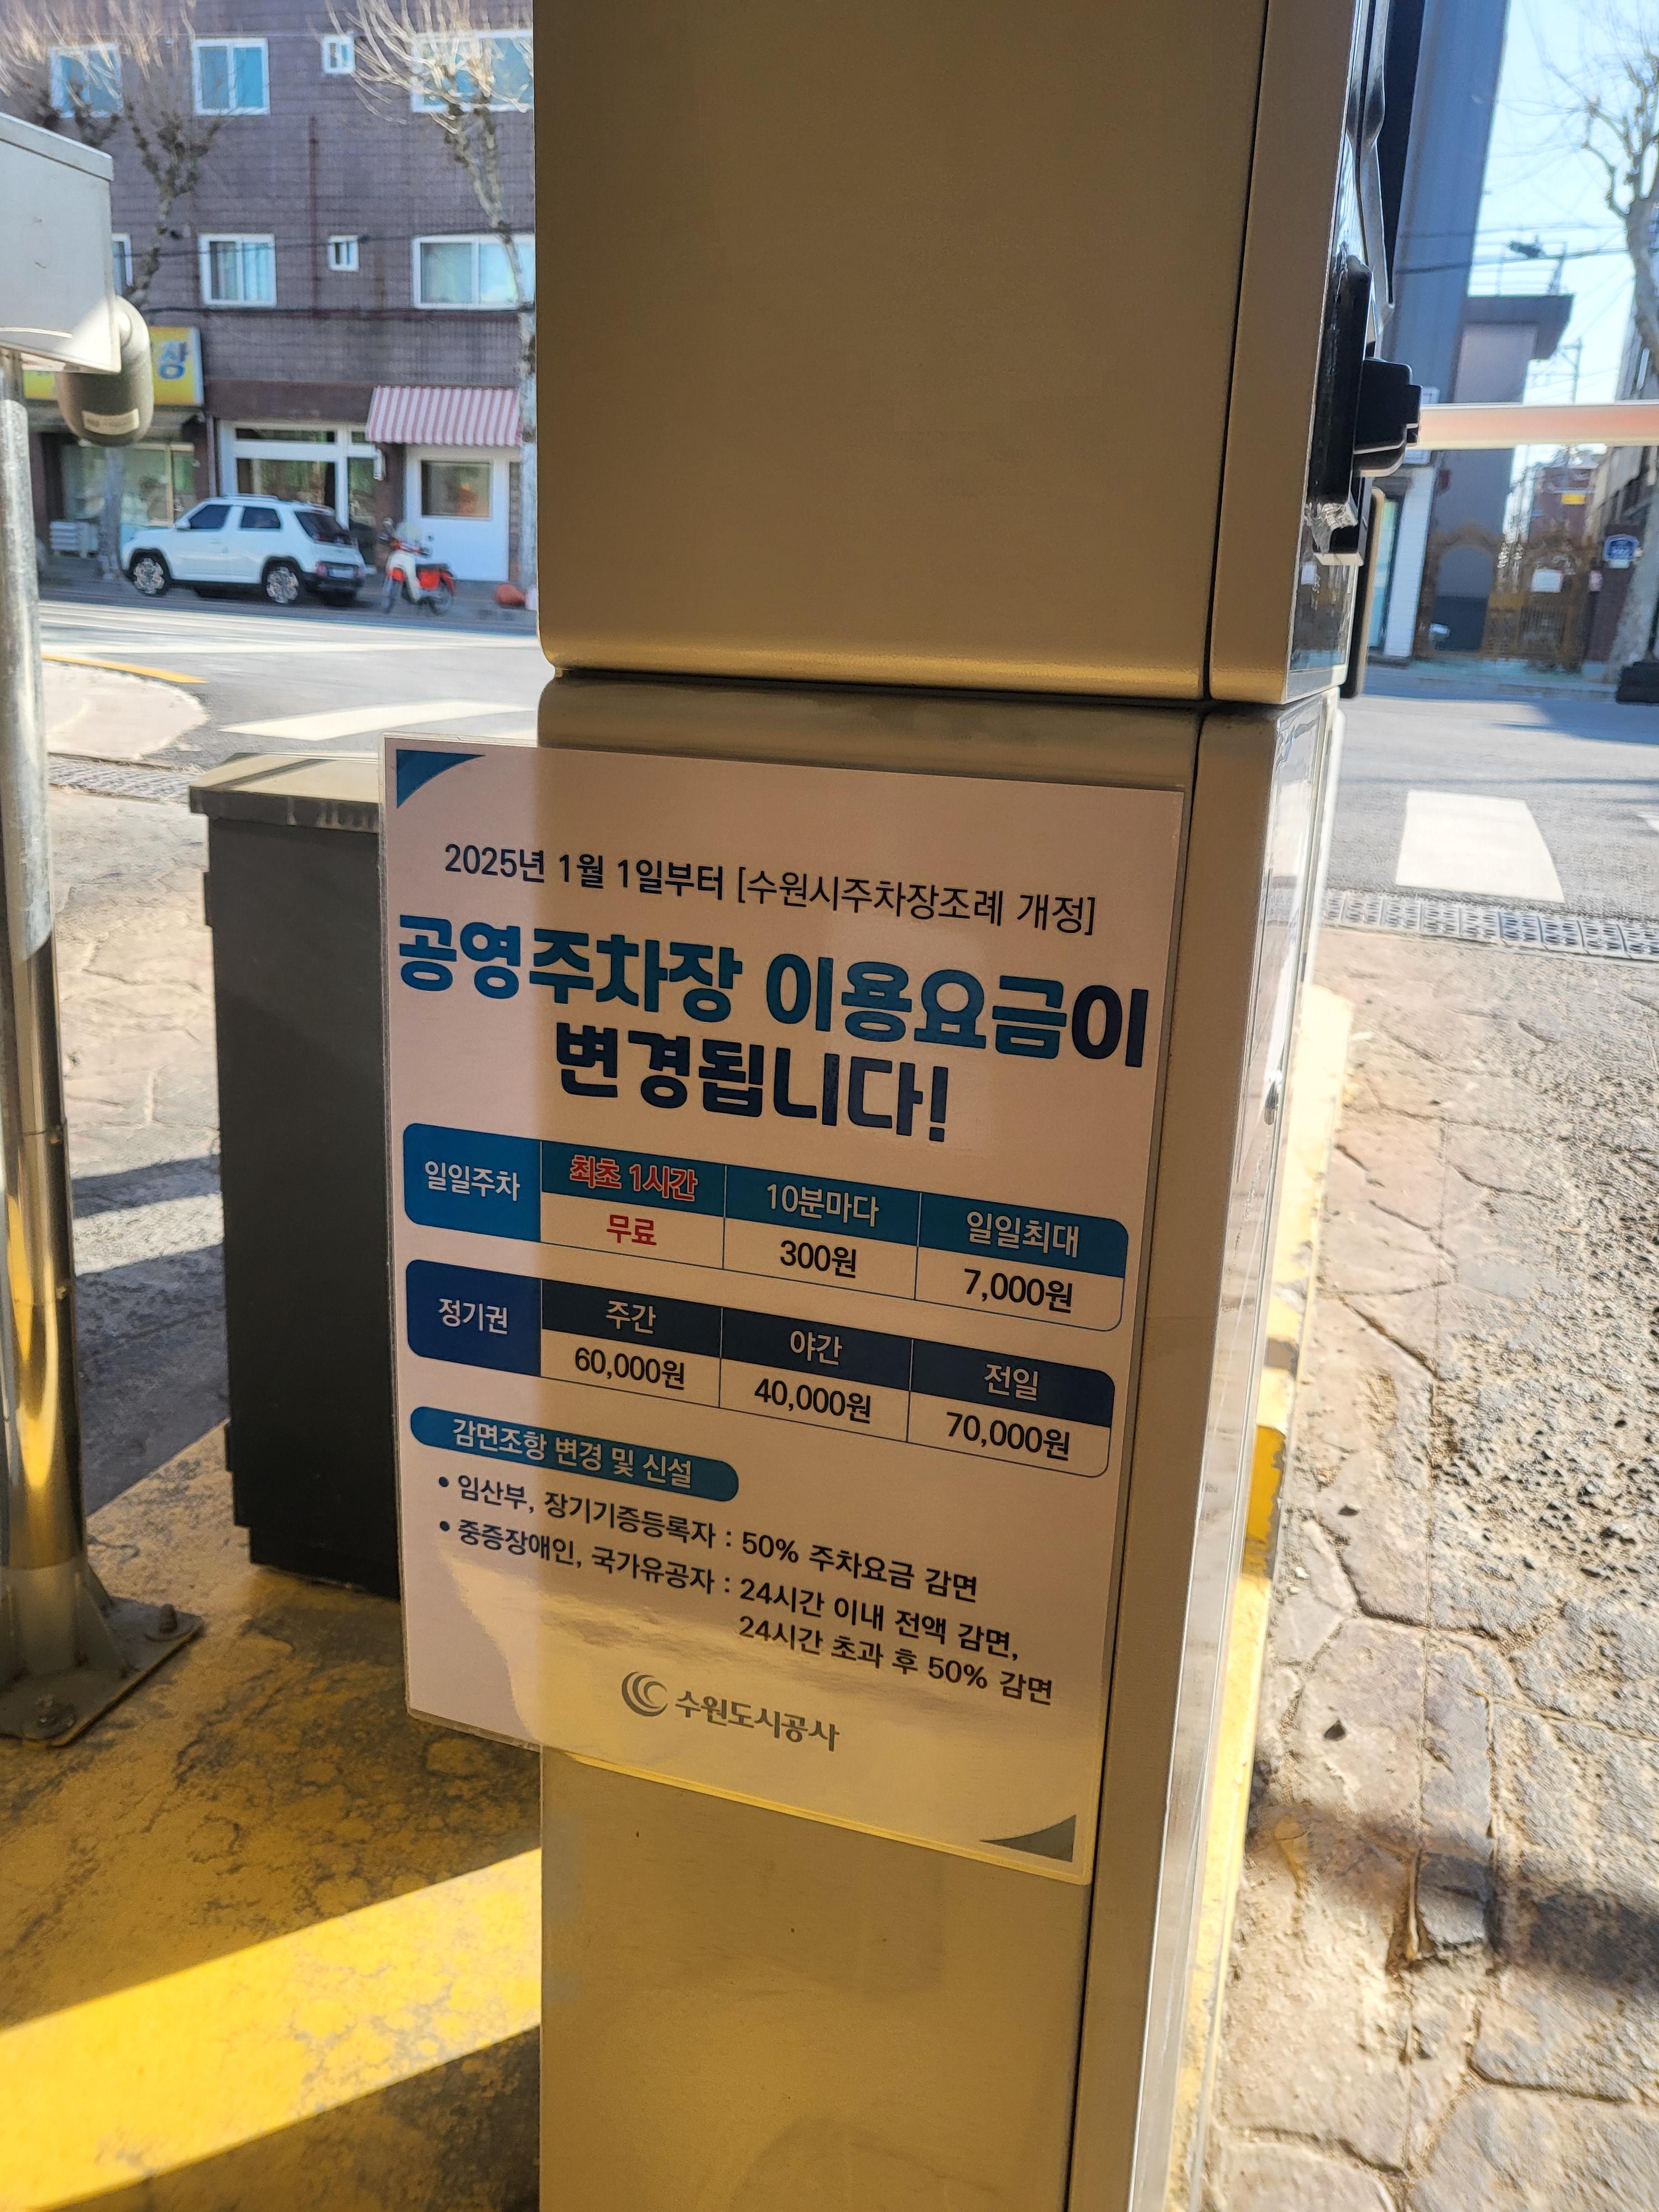 상
2025년 1월 1일부터 [수원시주차장조례 개정]
공영주차장 이용요금이
변경됩니다!
일일주차 최초 1시간 10분마다 일일최대
무료 300원 7,000원
정기권 주간 야간 전일
60,000원 40,000원 70,000원
감면조항 변경 및 신설
• 임산부, 장기기증등록자 : 50% 주차요금 감면
• 중증장애인, 국가유공자 : 24시간 이내 전액 감면,
24시간 초과 후 50% 감면
수원도시공사